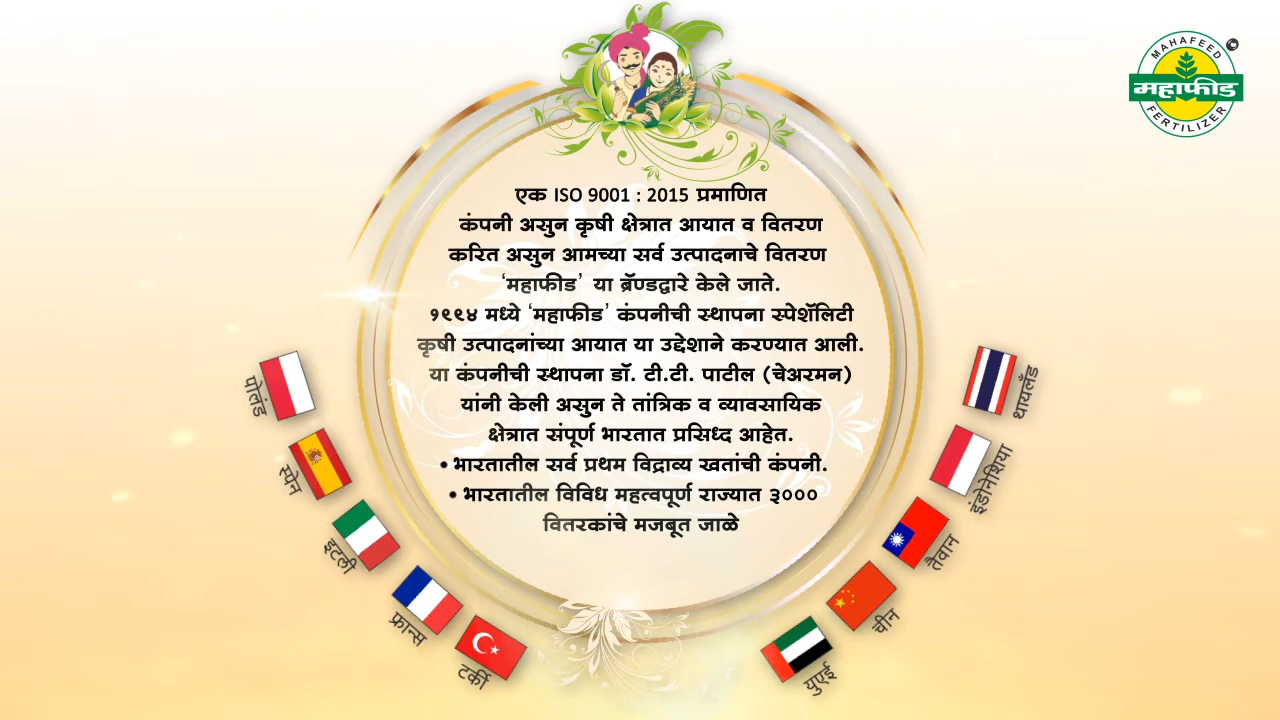 MAHAFEED
महाफीड
FERTILIZER
एक ISO 9001 : 2015 प्रमाणित
कंपनी असुन कृषी क्षेत्रात आयात व वितरण
करित असुन आमच्या सर्व उत्पादनाचे वितरण
‘महाफीड’ या ब्रॅण्डद्वारे केले जाते.
१९९४ मध्ये ‘महाफीड’ कंपनीची स्थापना स्पेशॅलिटी
कृषी उत्पादनांच्या आयात या उद्देशाने करण्यात आली.
या कंपनीची स्थापना डॉ. टी.टी. पाटील (चेअरमन)
यांनी केली असुन ते तांत्रिक व व्यावसायिक
क्षेत्रात संपूर्ण भारतात प्रसिध्द आहेत.
• भारतातील सर्व प्रथम विद्राव्य खतांची कंपनी.
• भारतातील विविध महत्वपूर्ण राज्यात ३०००
वितरकांचे मजबूत जाळे
पोलंड
स्पेन
इटली
फ्रान्स
टर्की
थायलँड
इंडोनेशिया
तैवान
चीन
युएई